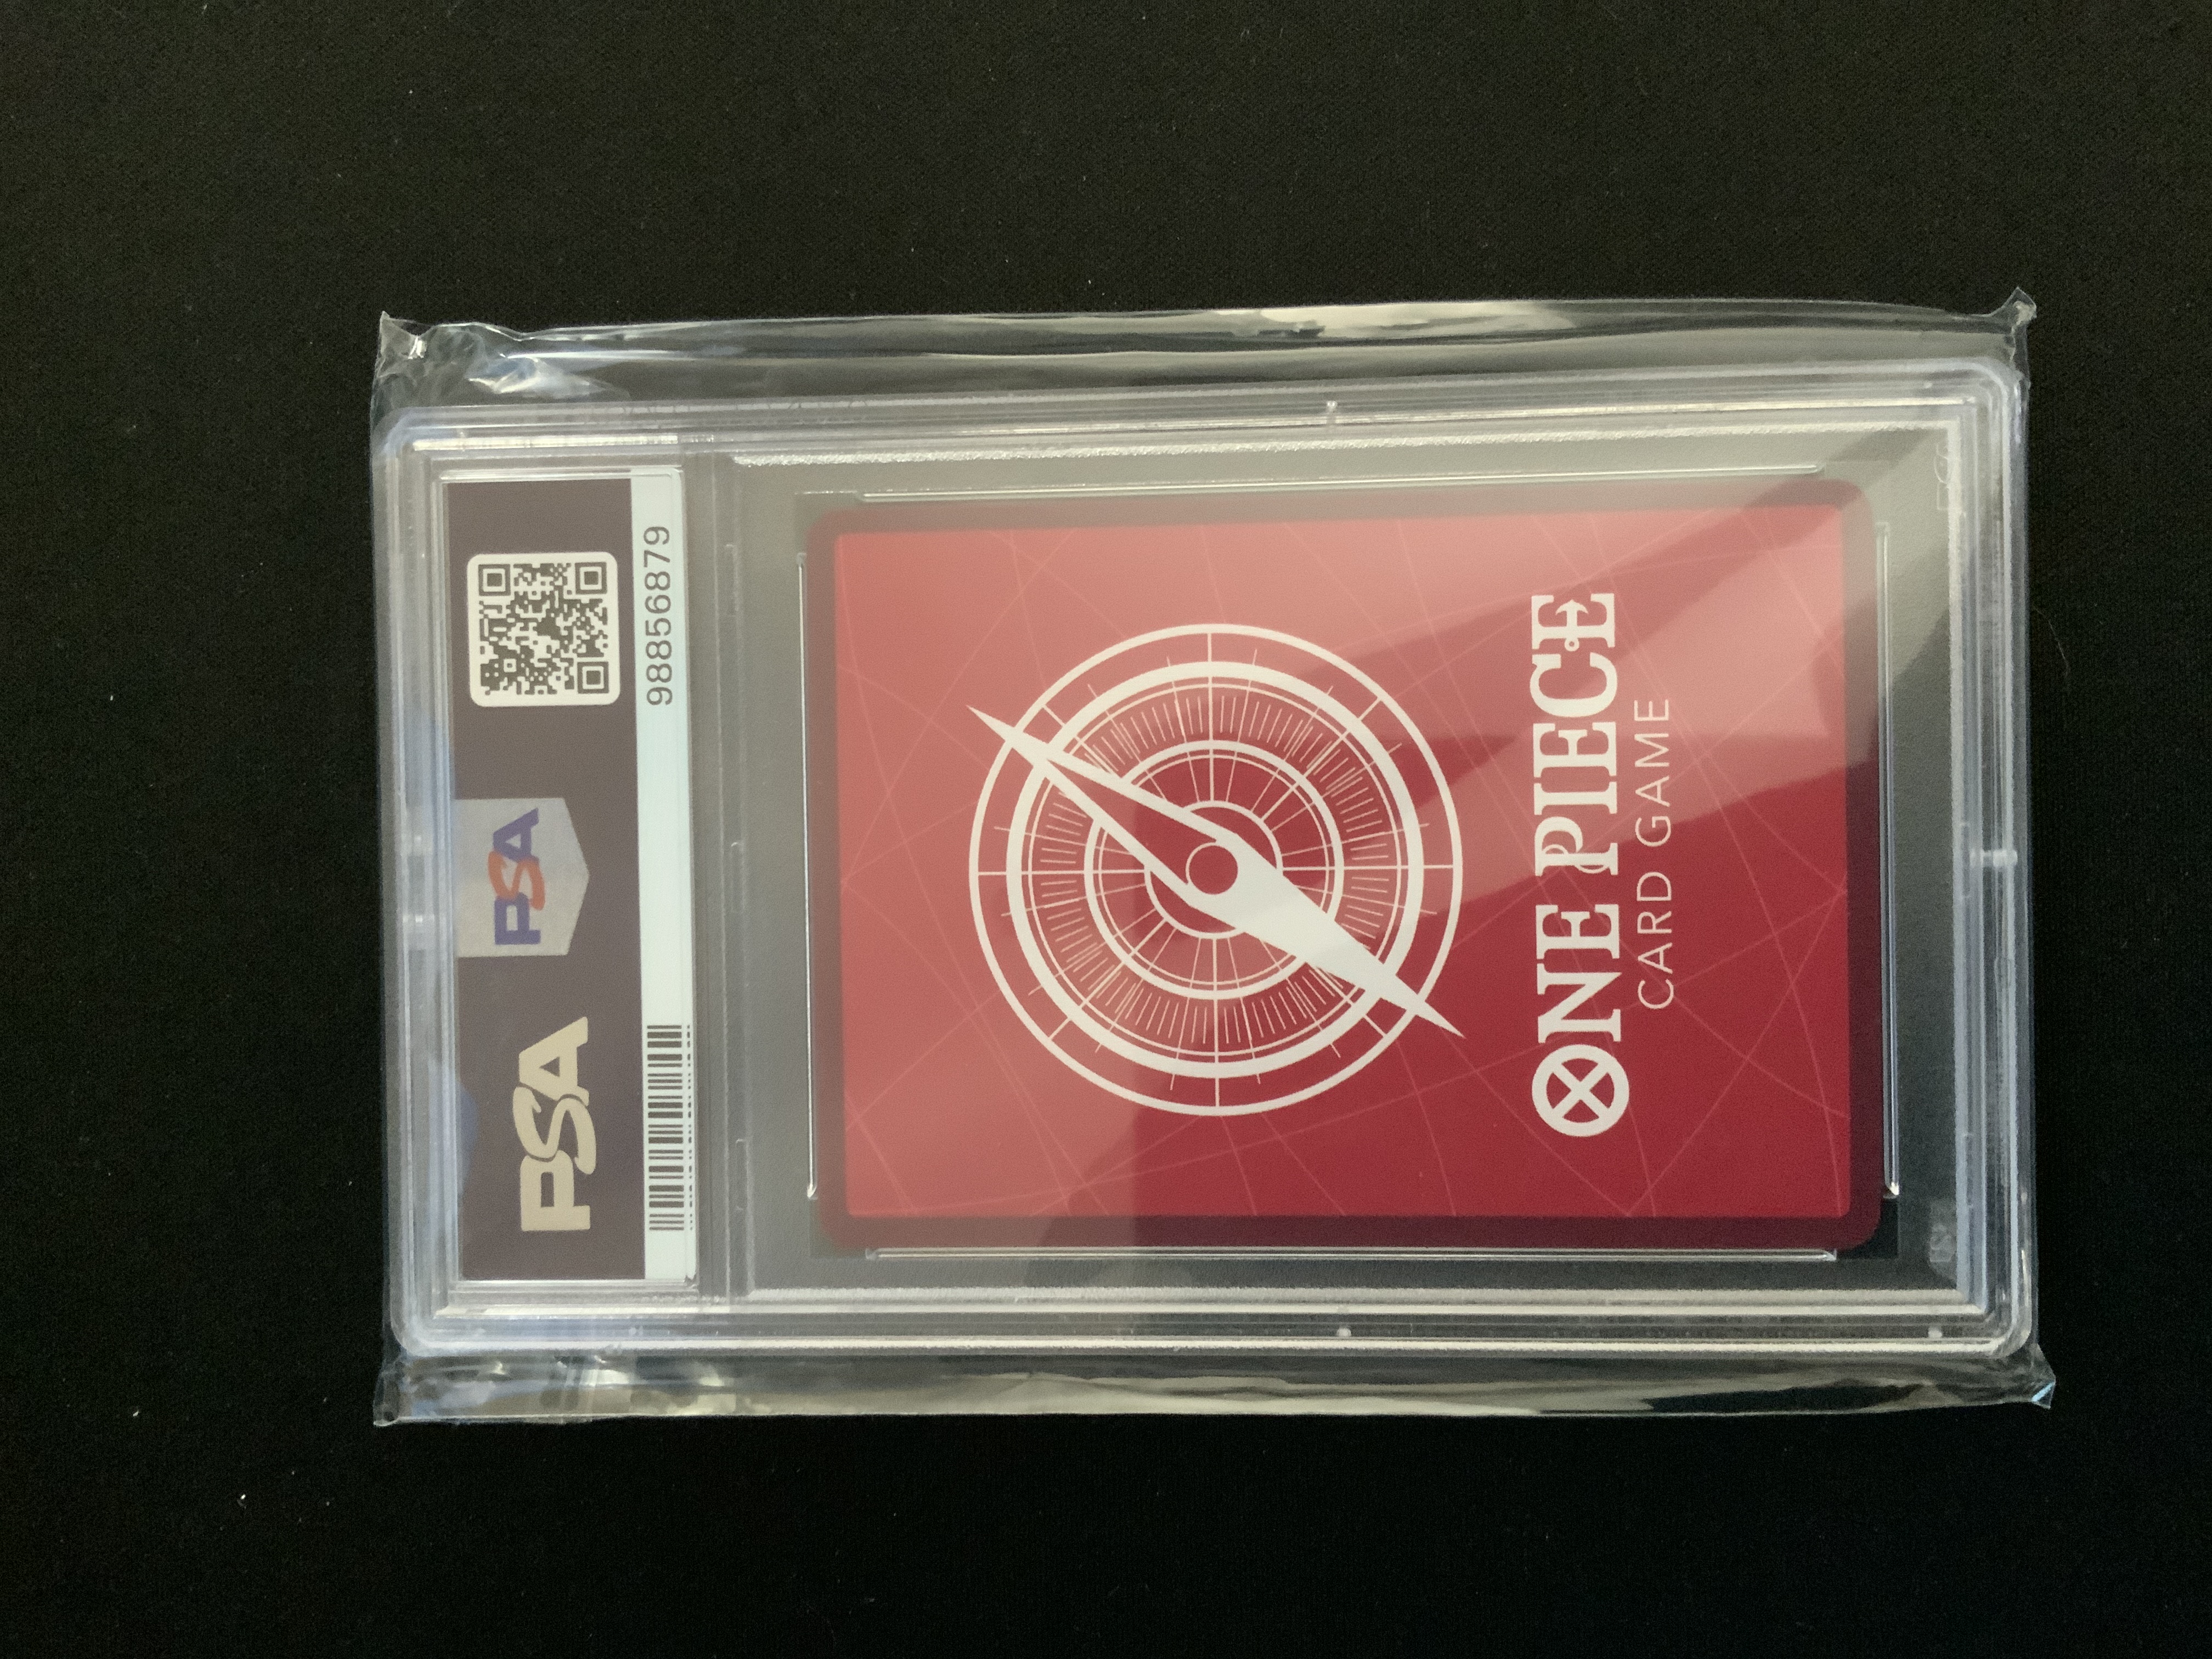 PSA
PSA
98856879
ONE PIECE
CARD GAME